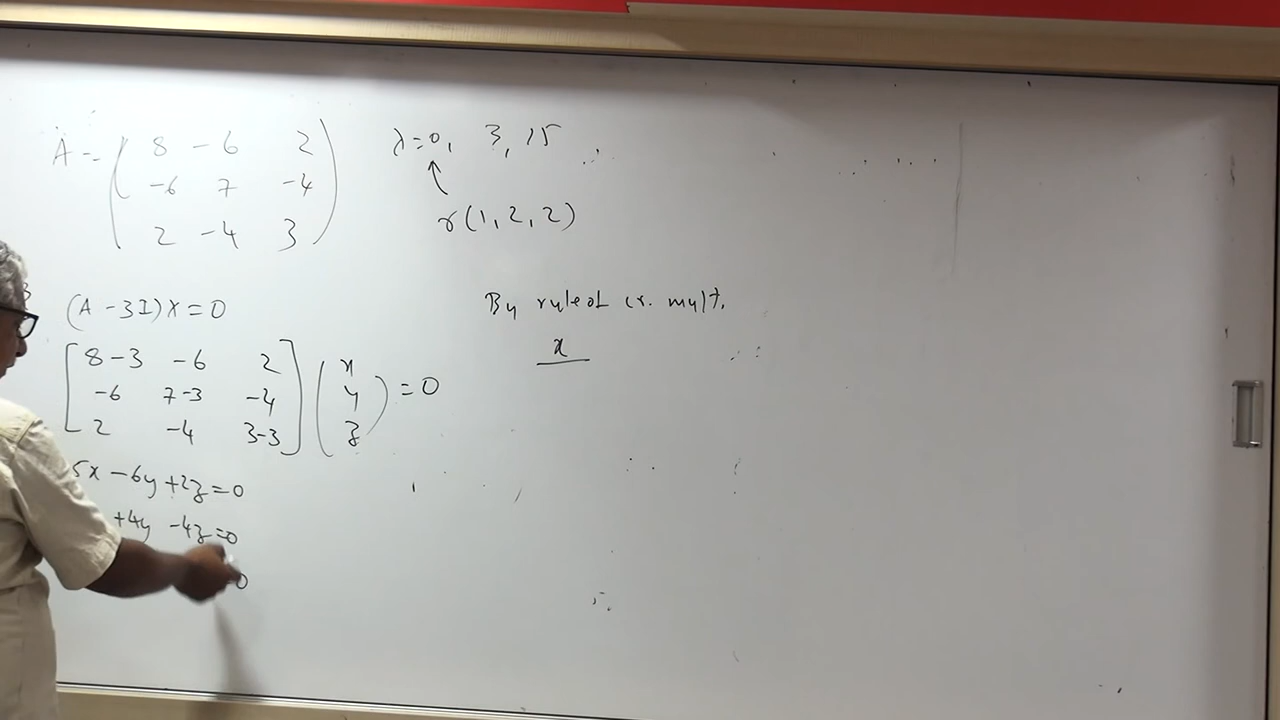 A = ( 8 -6 2
-6 7 -4
2 -4 3 )
λ=0, 3, 15
↑
r(1, 2, 2)
(A - 3I)X = 0
[ 8-3 -6 2
-6 7-3 -4
2 -4 3-3 ] ( x
y
z ) = 0
5x - 6y + 2z = 0
+4y - 4z = 0
0
By rule of cr. mult.
x